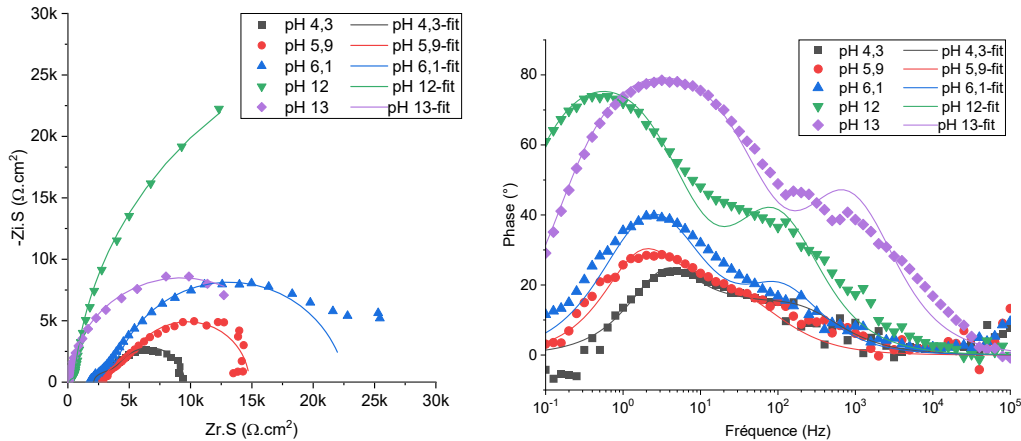 30k
25k
20k
15k
10k
5k
0
-Zi.S (Ω.cm²)
pH 4,3 pH 4,3-fit
pH 5,9 pH 5,9-fit
pH 6,1 pH 6,1-fit
pH 12 pH 12-fit
pH 13 pH 13-fit
0 5k 10k 15k 20k 25k 30k
Zr.S (Ω.cm²)
80
60
40
20
0
Phase (°)
pH 4,3 pH 4,3-fit
pH 5,9 pH 5,9-fit
pH 6,1 pH 6,1-fit
pH 12 pH 12-fit
pH 13 pH 13-fit
10⁻¹ 10⁰ 10¹ 10² 10³ 10⁴ 10⁵
Fréquence (Hz)